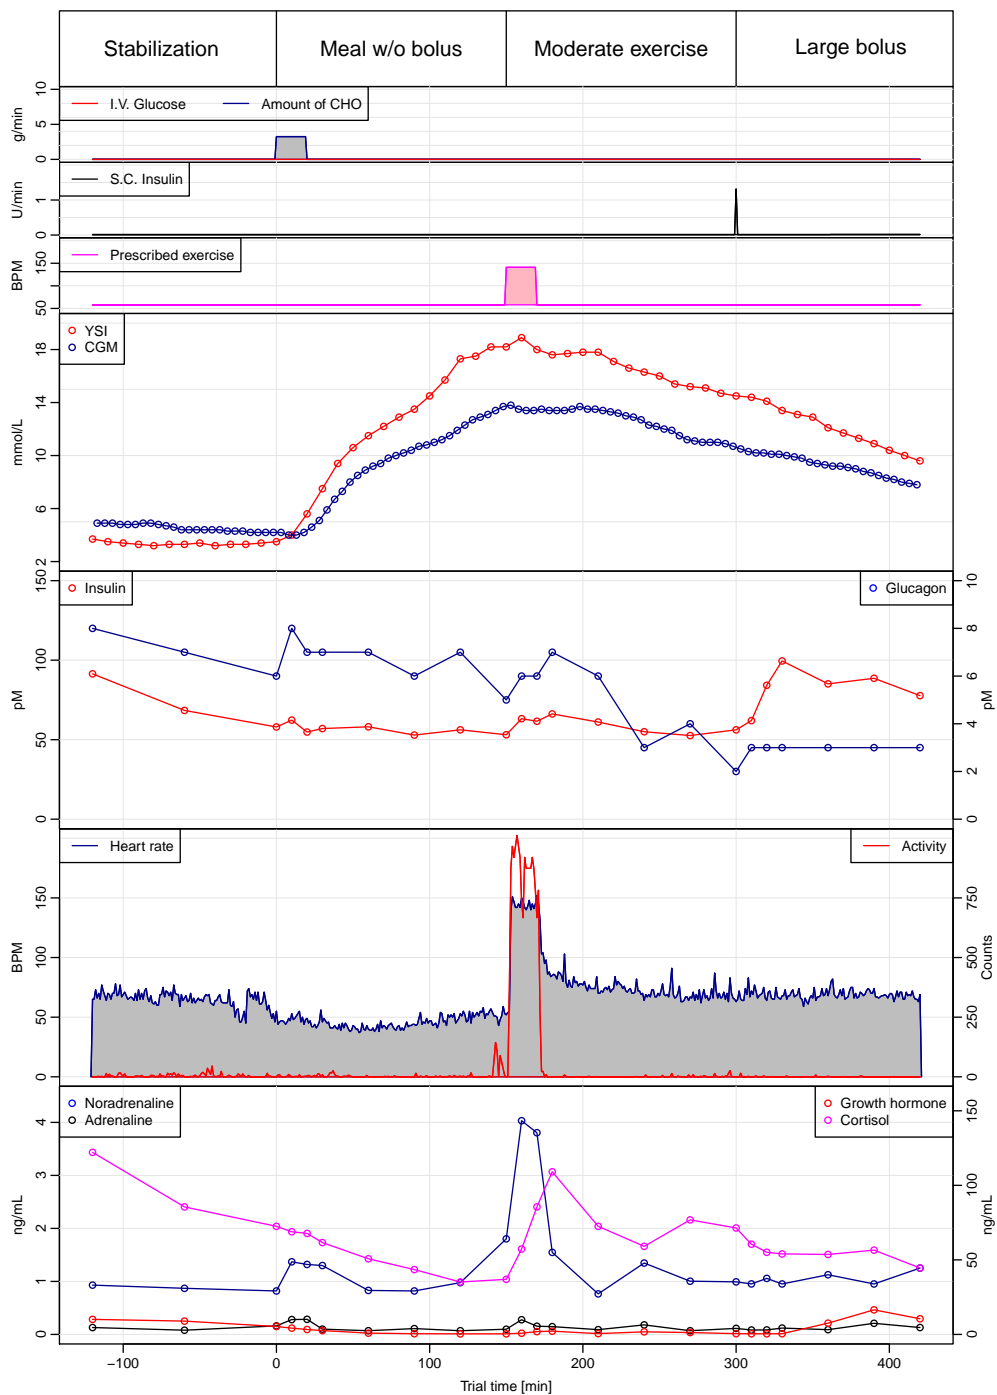 Stabilization Meal w/o bolus Moderate exercise Large bolus
I.V. Glucose Amount of CHO
g/min
0 5 10
S.C. Insulin
U/min
0 1
Prescribed exercise
BPM
50 150
YSI
CGM
mmol/L
2 6 10 14 18
Insulin
Glucagon
pM
0 50 100 150
pM
0 2 4 6 8 10
Heart rate
Activity
BPM
0 50 100 150
Counts
0 250 500 750
Noradrenaline
Adrenaline
Growth hormone
Cortisol
ng/mL
0 1 2 3 4
ng/mL
0 50 100 150
−100 0 100 200 300 400
Trial time [min]